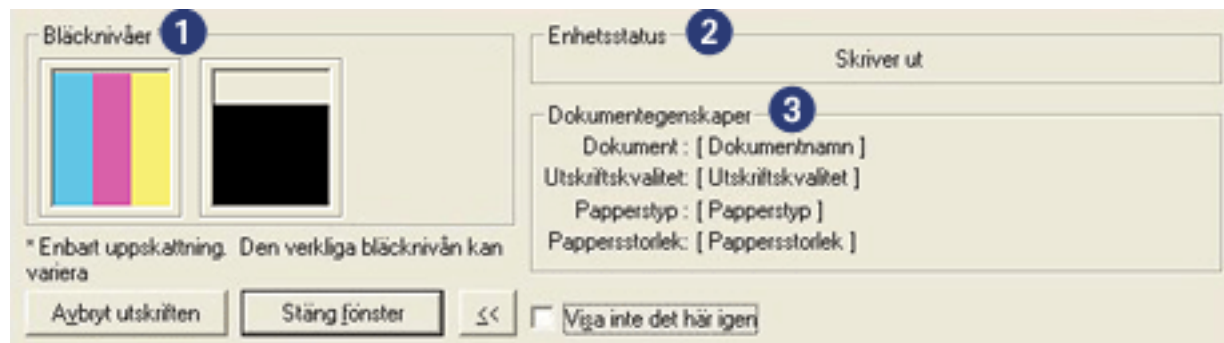 Bläcknivåer * 1
* Enbart uppskattning. Den verkliga bläcknivån kan
variera
Avbryt utskriften
Stäng fönster
<<
Enhetsstatus 2
Skriver ut
Dokumentegenskaper 3
Dokument : [ Dokumentnamn ]
Utskriftskvalitet: [ Utskriftskvalitet ]
Papperstyp : [ Papperstyp ]
Pappersstorlek: [ Pappersstorlek ]
Visa inte det här igen